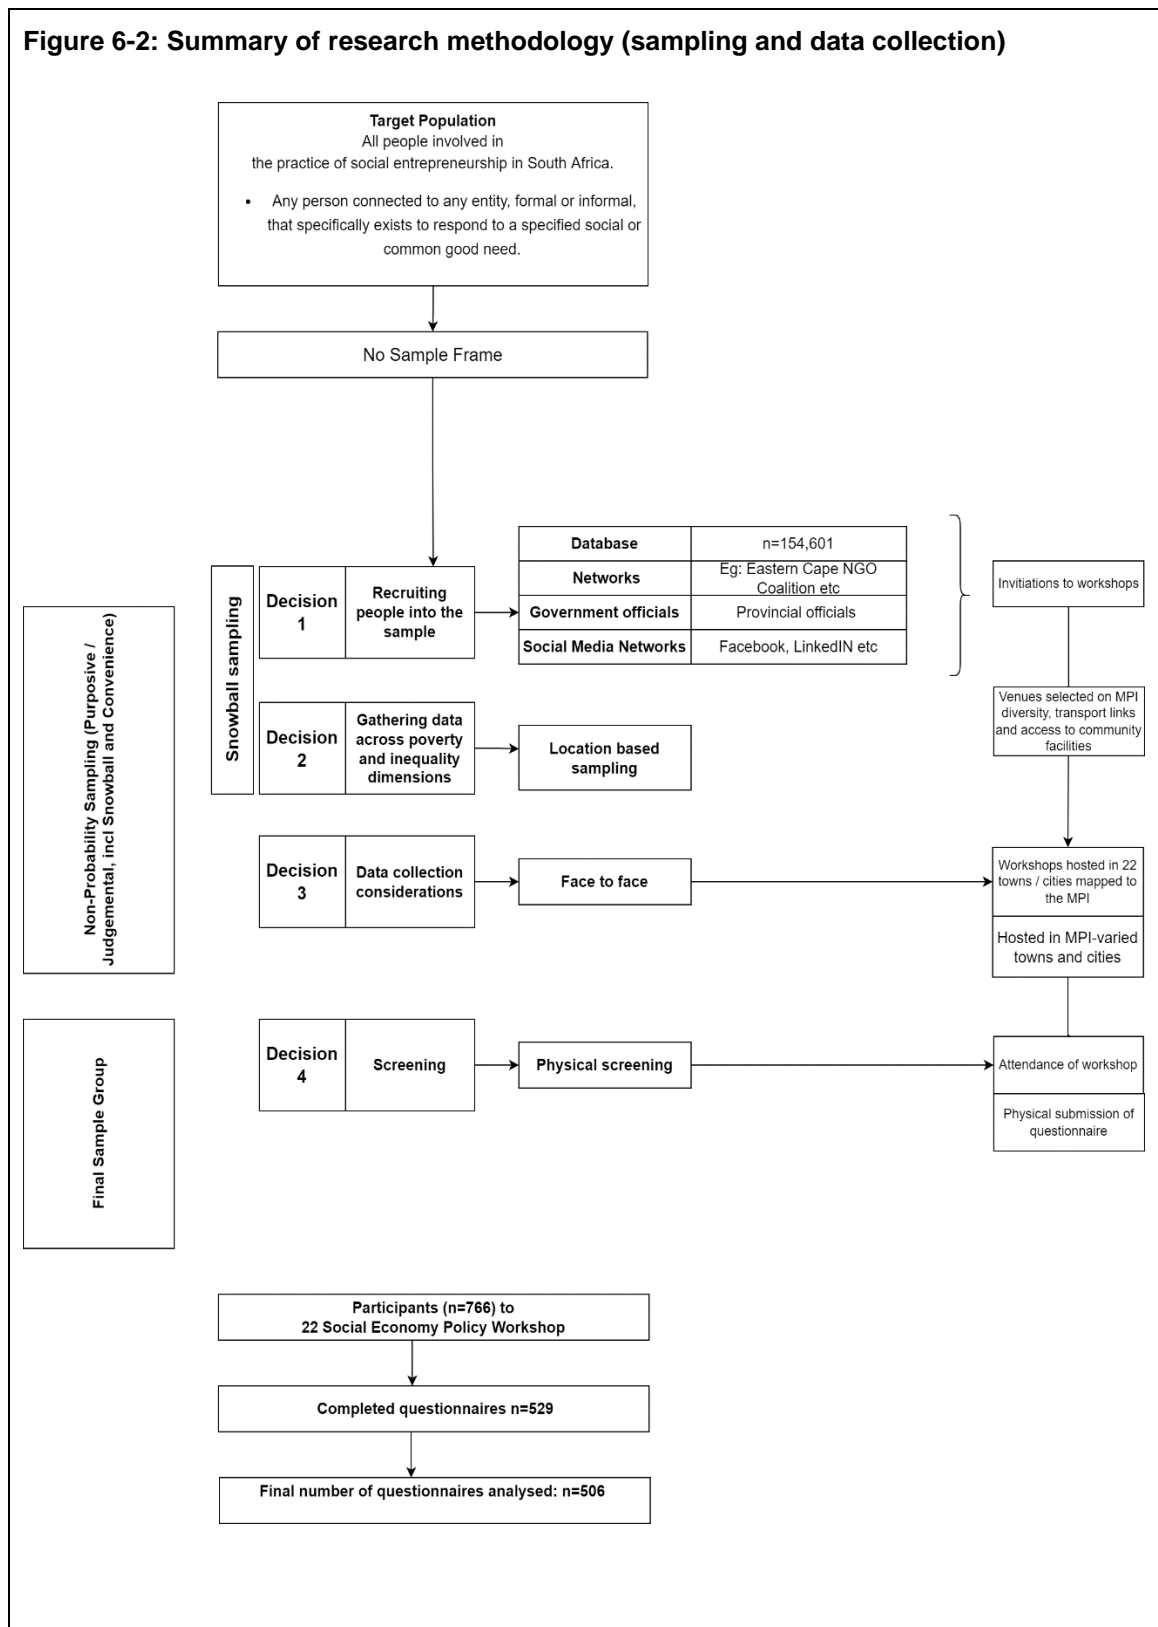 Figure 6-2: Summary of research methodology (sampling and data collection)
Target Population
All people involved in
the practice of social entrepreneurship in South Africa.
• Any person connected to any entity, formal or informal,
that specifically exists to respond to a specified social or
common good need.
No Sample Frame
Non-Probability Sampling (Purposive /
Judgemental, incl Snowball and Convenience)
Snowball sampling
Decision
1
Recruiting
people into the
sample
Database
n=154,601
Networks
Eg: Eastern Cape NGO
Coalition etc
Government officials
Provincial officials
Social Media Networks
Facebook, LinkedIN etc
Invitiations to workshops
Decision
2
Gathering data
across poverty
and inequality
dimensions
Location based
sampling
Venues selected on MPI
diversity, transport links
and access to community
facilities
Decision
3
Data collection
considerations
Face to face
Workshops hosted in 22
towns / cities mapped to
the MPI
Hosted in MPI-varied
towns and cities
Final Sample Group
Decision
4
Screening
Physical screening
Attendance of workshop
Physical submission of
questionnaire
Participants (n=766) to
22 Social Economy Policy Workshop
Completed questionnaires n=529
Final number of questionnaires analysed: n=506